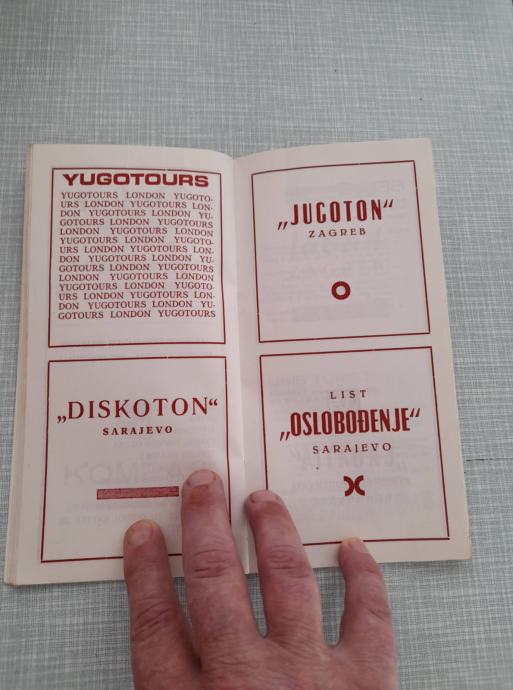 YUGOTOURS
YUGOTOURS LONDON YUGOTO-
URS LONDON YUGOTOURS LON-
DON YUGOTOURS LONDON YU-
GOTOURS LONDON YUGOTOURS
LONDON YUGOTOURS LONDON
YUGOTOURS LONDON YUGOTO-
URS LONDON YUGOTOURS LON-
DON YUGOTOURS LONDON YU-
GOTOURS LONDON YUGOTOURS
LONDON YUGOTOURS LONDON
YUGOTOURS LONDON YUGOTO-
URS LONDON YUGOTOURS LON-
DON YUGOTOURS LONDON YU-
GOTOURS LONDON YUGOTOURS
„DISKOTON“
SARAJEVO
„JUGOTON“
ZAGREB
LIST
„OSLOBOĐENJE“
SARAJEVO